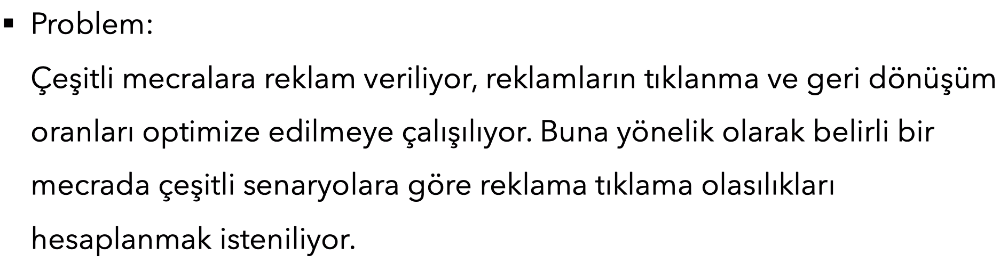 ▪ Problem:
Çeşitli mecralara reklam veriliyor, reklamların tıklanma ve geri dönüşüm
oranları optimize edilmeye çalışılıyor. Buna yönelik olarak belirli bir
mecrada çeşitli senaryolara göre reklama tıklama olasılıkları
hesaplanmak isteniliyor.